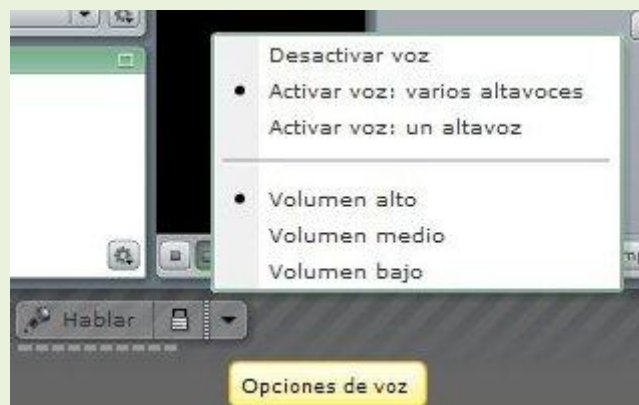 Desactivar voz
Activar voz: varios altavoces
Activar voz: un altavoz
Volumen alto
Volumen medio
Volumen bajo
Hablar
Opciones de voz